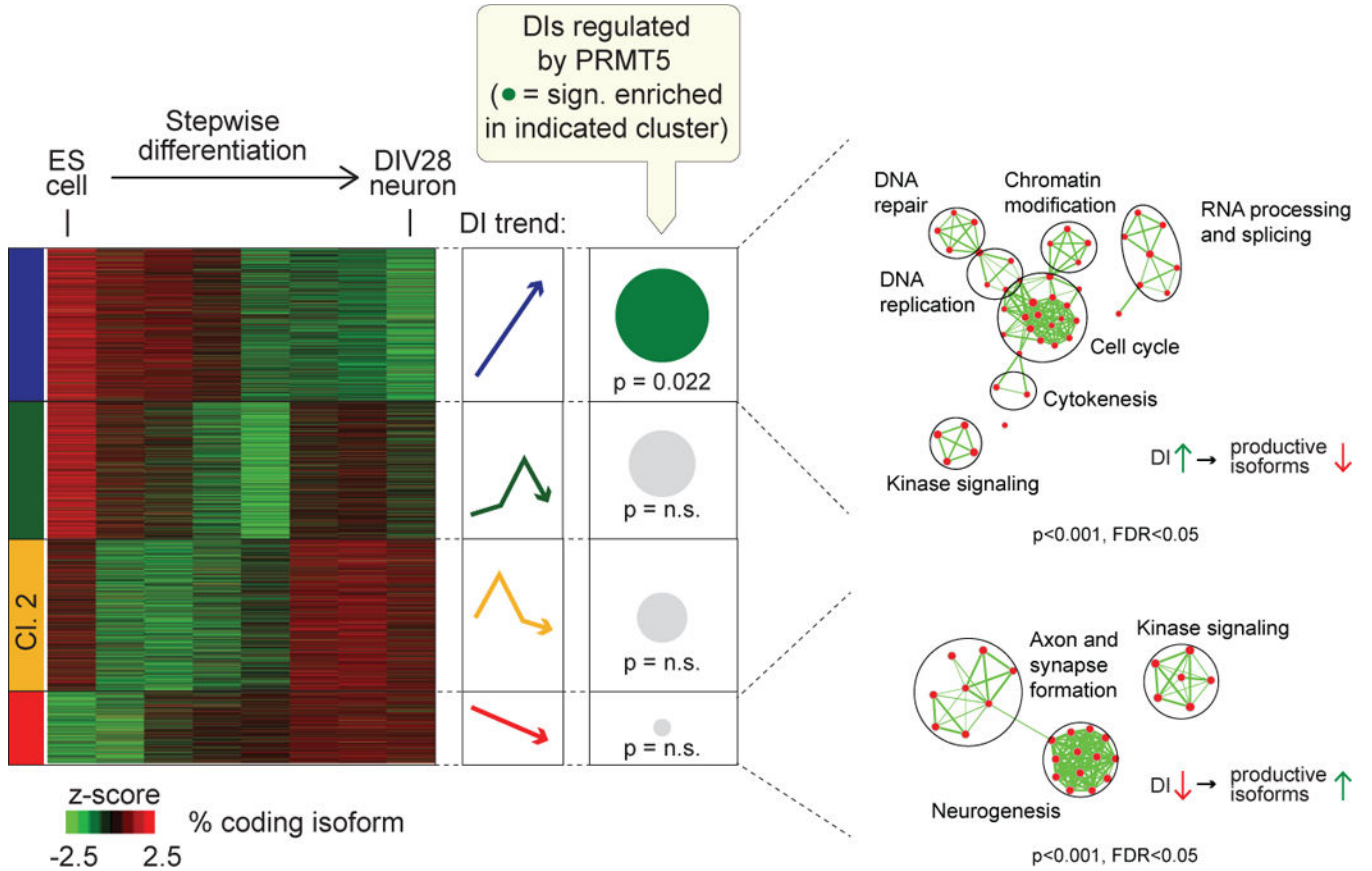 DIs regulated
by PRMT5
(● = sign. enriched
in indicated cluster)
Stepwise
differentiation
ES
cell
DIV28
neuron
DI trend:
p = 0.022
p = n.s.
Cl. 2
p = n.s.
p = n.s.
z-score
-2.5 2.5
% coding isoform
DNA
repair
Chromatin
modification
RNA processing
and splicing
DNA
replication
Cell cycle
Cytokenesis
Kinase signaling
DI ↑ → productive
isoforms ↓
p<0.001, FDR<0.05
Axon and
synapse
formation
Kinase signaling
Neurogenesis
DI ↓ → productive
isoforms ↑
p<0.001, FDR<0.05